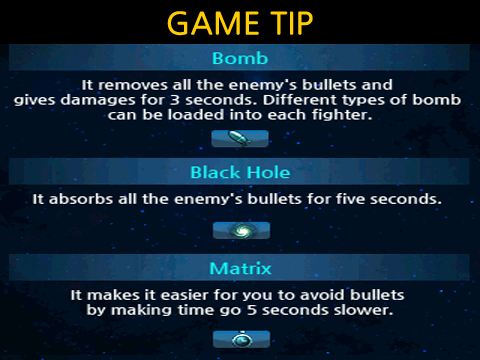 GAME TIP
Bomb
It removes all the enemy's bullets and
gives damages for 3 seconds. Different types of bomb
can be loaded into each fighter.
Black Hole
It absorbs all the enemy's bullets for five seconds.
Matrix
It makes it easier for you to avoid bullets
by making time go 5 seconds slower.